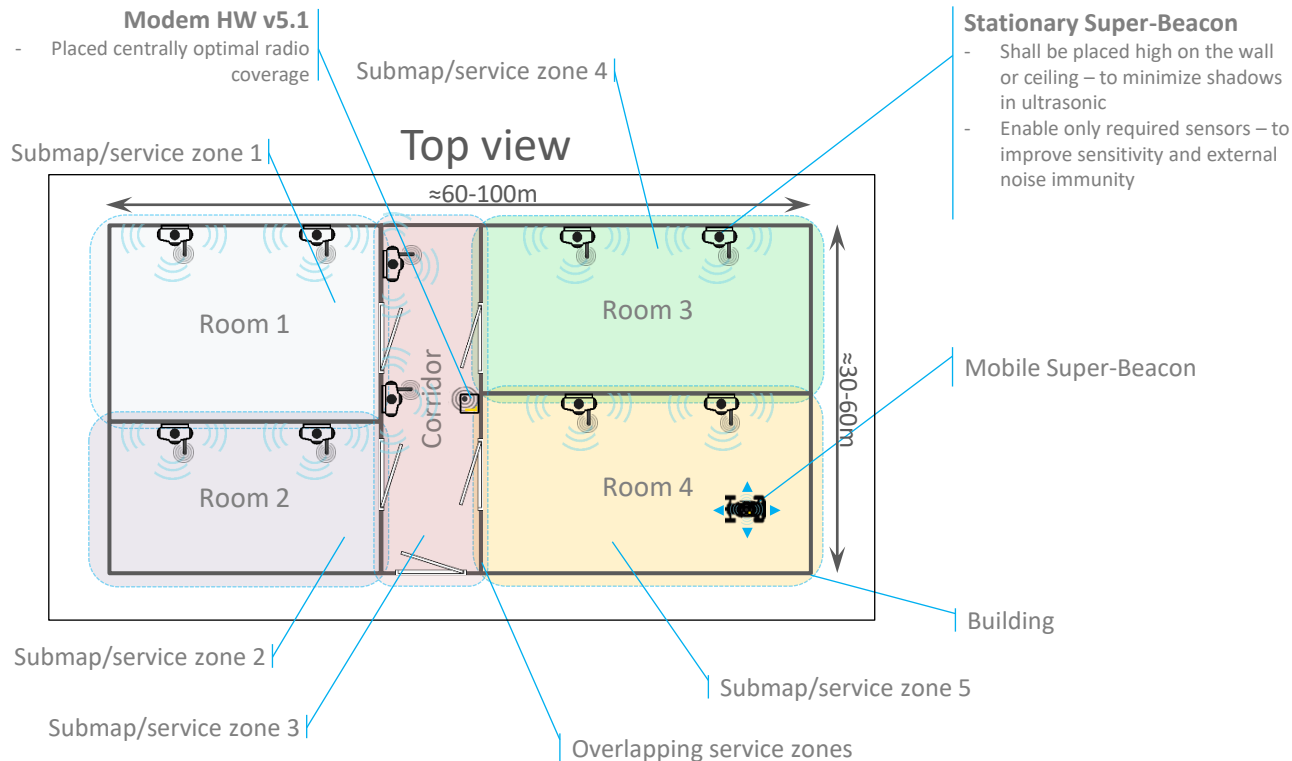 Modem HW v5.1
- Placed centrally optimal radio
coverage
Stationary Super-Beacon
- Shall be placed high on the wall
or ceiling – to minimize shadows
in ultrasonic
- Enable only required sensors – to
improve sensitivity and external
noise immunity
Submap/service zone 4
Top view
Submap/service zone 1
≈60-100m
Room 1
Room 3
Corridor
≈30-60m
Mobile Super-Beacon
Room 2
Room 4
Building
Submap/service zone 2
Submap/service zone 5
Submap/service zone 3
Overlapping service zones